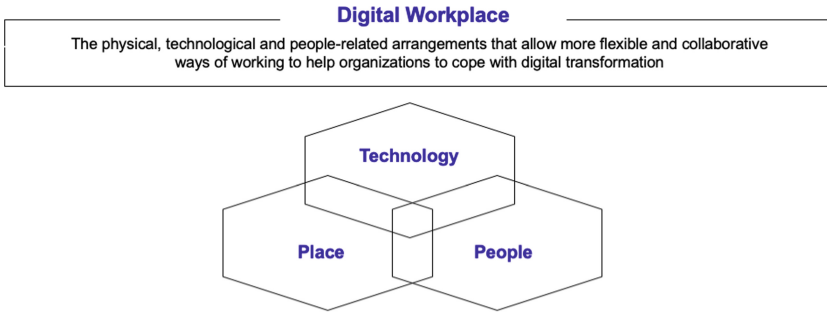 Digital Workplace
The physical, technological and people-related arrangements that allow more flexible and collaborative
ways of working to help organizations to cope with digital transformation
Technology
Place
People